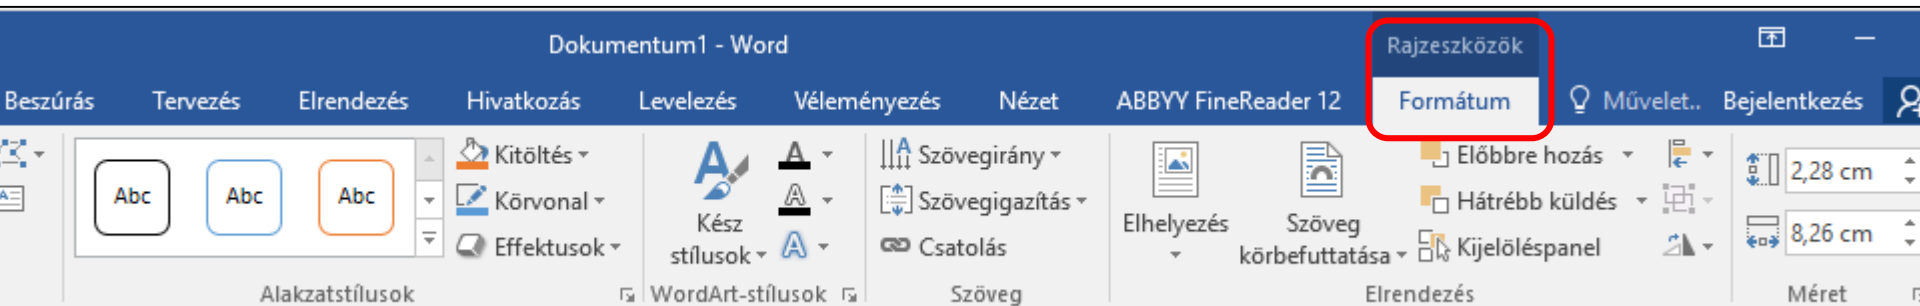 Dokumentum1 - Word
Rajzeszközök
Beszúrás Tervezés Elrendezés Hivatkozás Levelezés Véleményezés Nézet ABBYY FineReader 12 Formátum Művelet.. Bejelentkezés
Abc Abc Abc
Kitöltés
Körvonal
Effektusok
Alakzatstílusok
A
Kész
stílusok
A
A
A
WordArt-stílusok
Szövegirány
Szövegigazítás
Csatolás
Szöveg
Elhelyezés
Szöveg
körbefuttatása
Előbbre hozás
Hátrébb küldés
Kijelöléspanel
Elrendezés
2,28 cm
8,26 cm
Méret